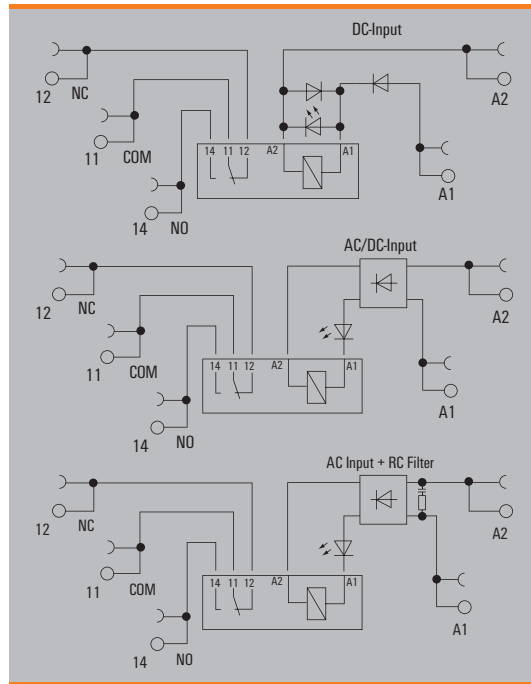 DC-Input
12 NC
A2
11 COM
14 11 12 A2 A1
A1
14 NO
AC/DC-Input
12 NC
A2
11 COM
14 11 12 A2 A1
A1
14 NO
AC Input + RC Filter
12 NC
A2
11 COM
14 11 12 A2 A1
A1
14 NO